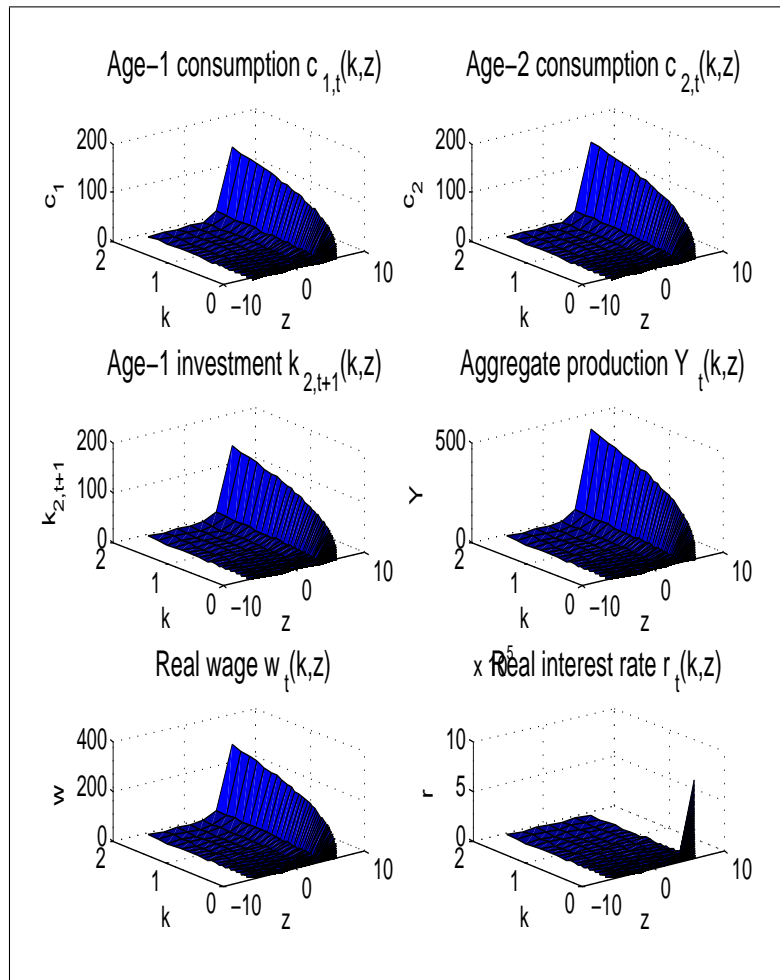 Age−1 consumption c 1,t(k,z)
Age−2 consumption c 2,t(k,z)
200
100
0
c1
2
1
0
k
−10
0
10
z
200
100
0
c2
2
1
0
k
−10
0
10
z
Age−1 investment k 2,t+1(k,z)
Aggregate production Y t(k,z)
200
100
0
k2,t+1
2
1
0
k
−10
0
10
z
500
0
Y
2
1
0
k
−10
0
10
z
Real wage w t(k,z)
x 10^5
Real interest rate r t(k,z)
400
200
0
w
2
1
0
k
−10
0
10
z
10
5
0
r
2
1
0
k
−10
0
10
z